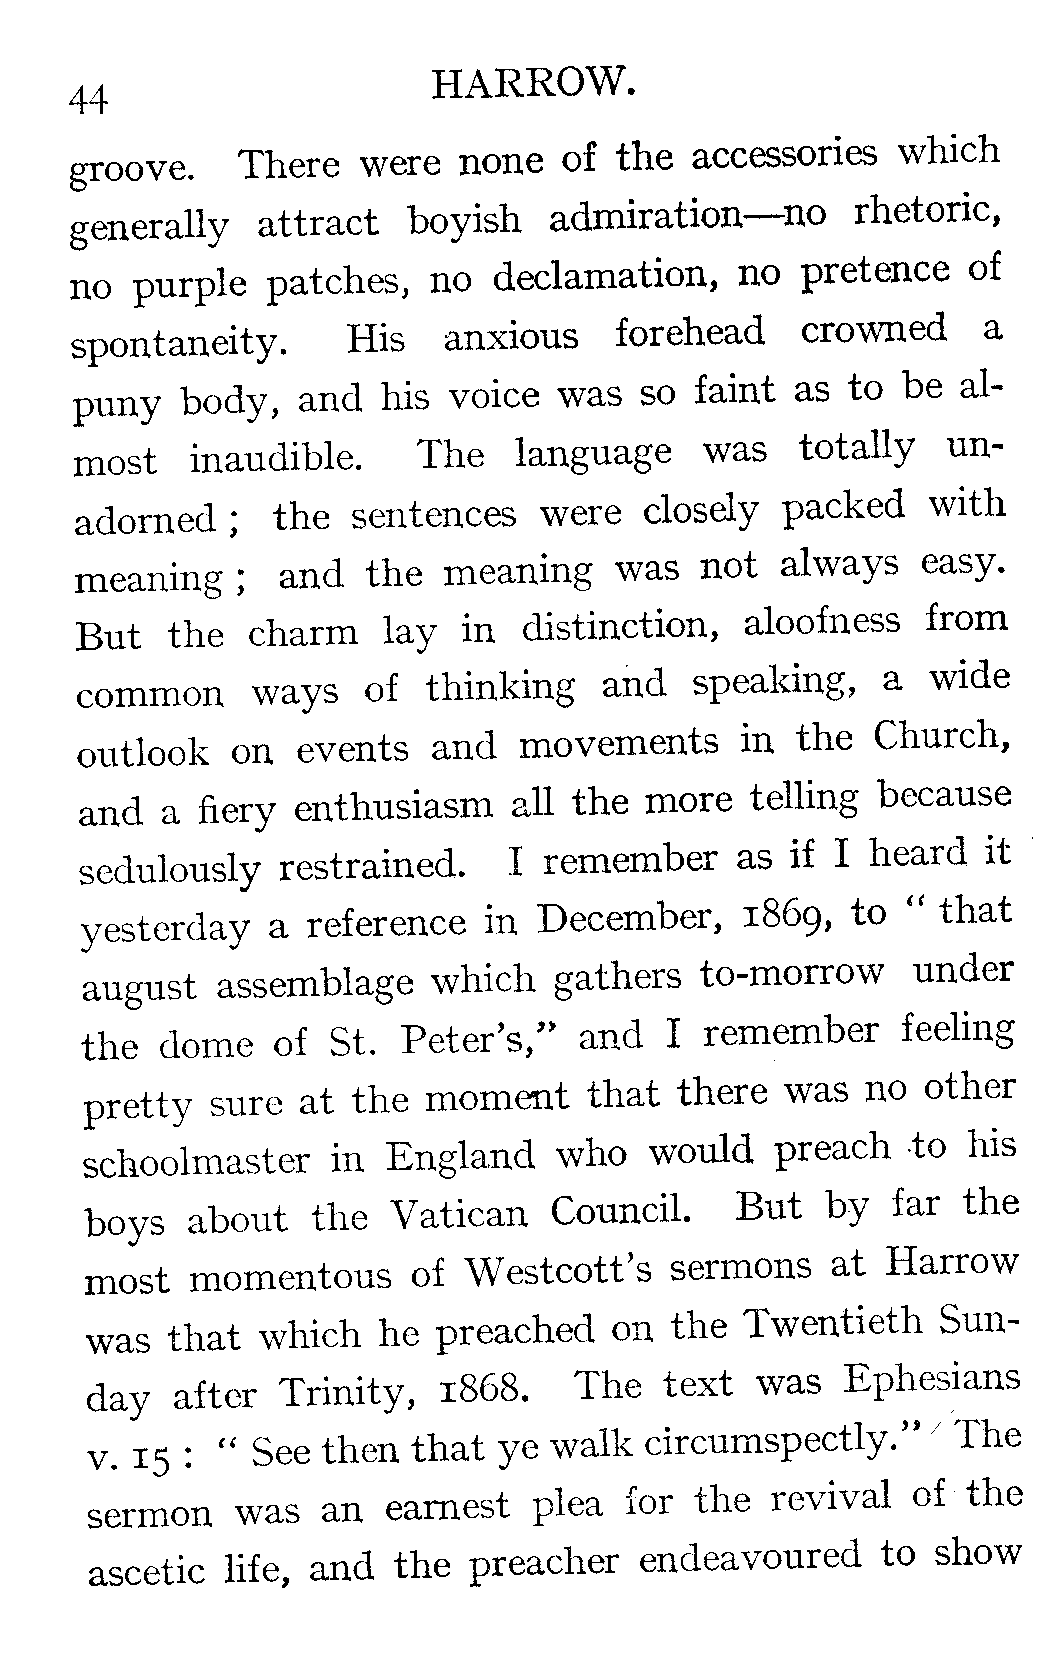 44 HARROW.
groove. There were none of the accessories which
generally attract boyish admiration—no rhetoric,
no purple patches, no declamation, no pretence of
spontaneity. His anxious forehead crowned a
puny body, and his voice was so faint as to be al-
most inaudible. The language was totally un-
adorned ; the sentences were closely packed with
meaning ; and the meaning was not always easy.
But the charm lay in distinction, aloofness from
common ways of thinking and speaking, a wide
outlook on events and movements in the Church,
and a fiery enthusiasm all the more telling because
sedulously restrained. I remember as if I heard it
yesterday a reference in December, 1869, to “ that
august assemblage which gathers to-morrow under
the dome of St. Peter’s,” and I remember feeling
pretty sure at the moment that there was no other
schoolmaster in England who would preach to his
boys about the Vatican Council. But by far the
most momentous of Westcott’s sermons at Harrow
was that which he preached on the Twentieth Sun-
day after Trinity, 1868. The text was Ephesians
v. 15 : “ See then that ye walk circumspectly.” The
sermon was an earnest plea for the revival of the
ascetic life, and the preacher endeavoured to show